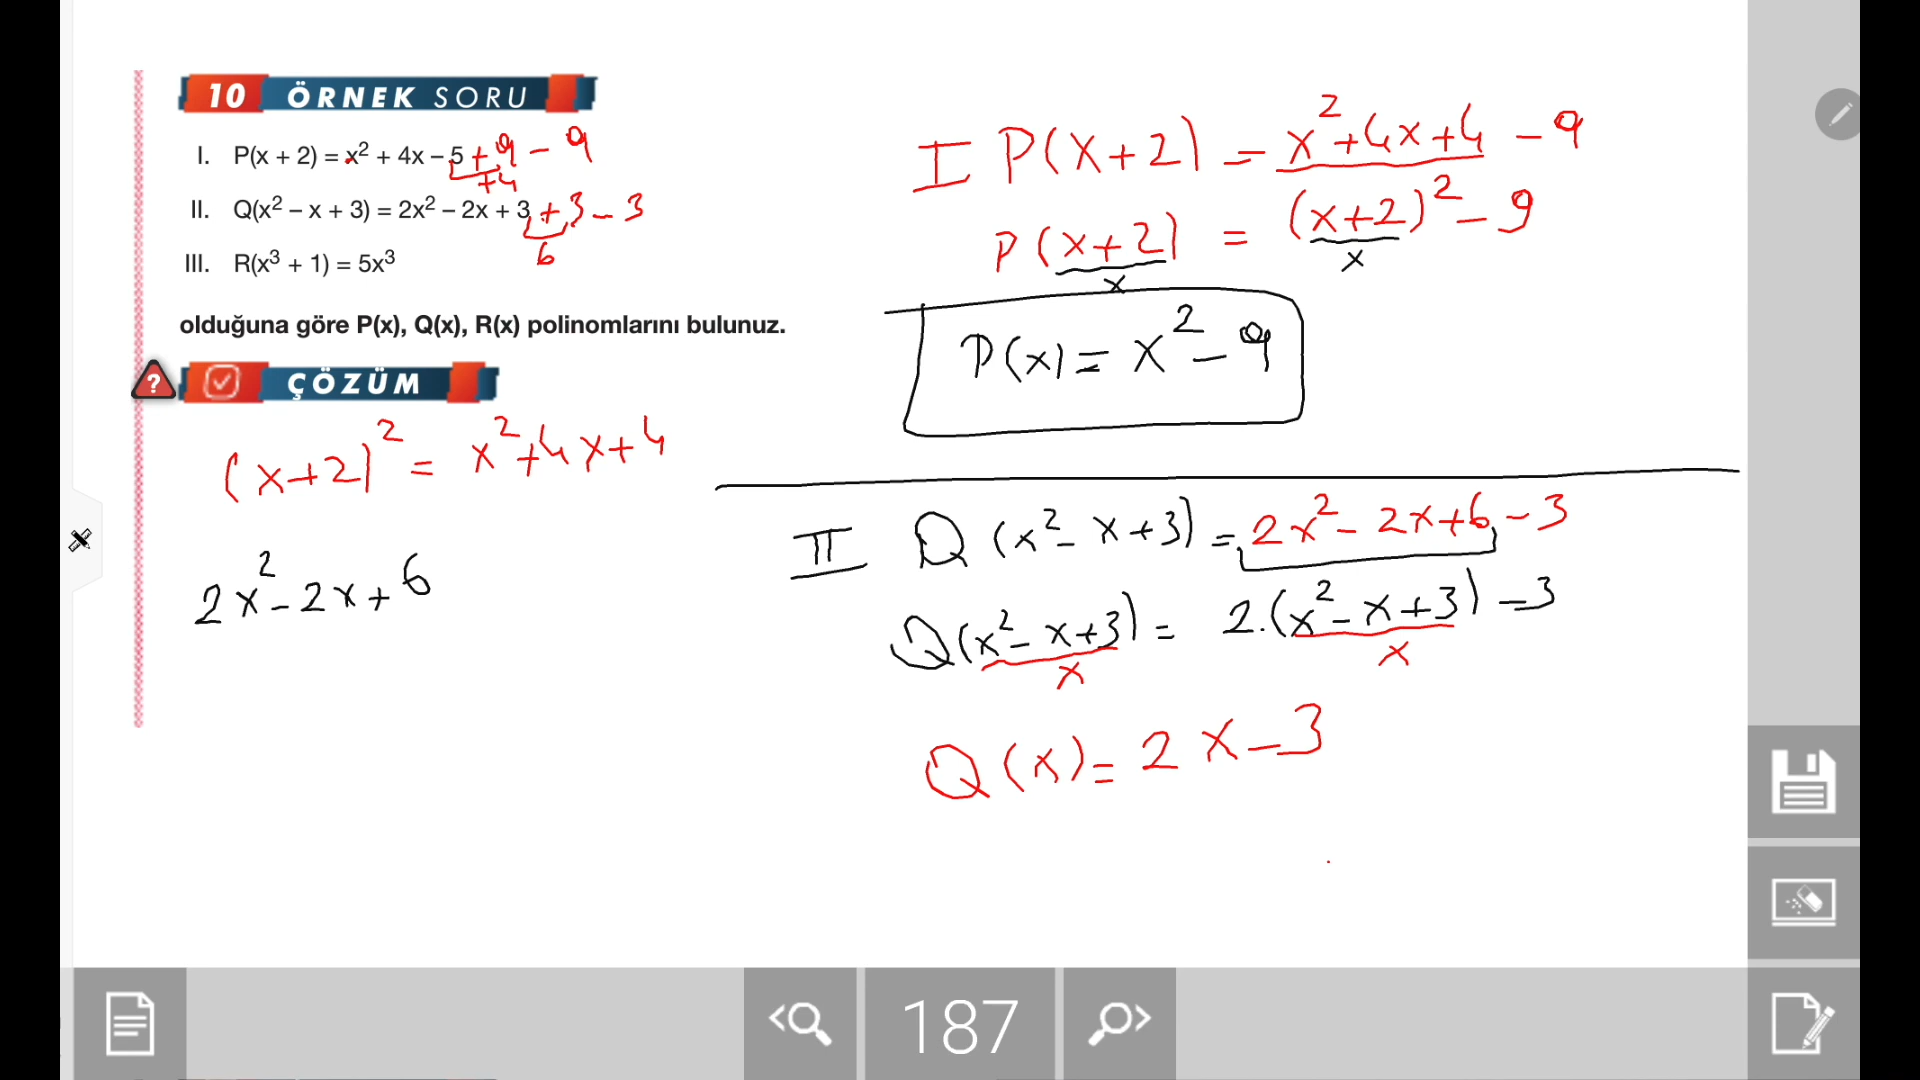 10 ÖRNEK SORU
I. P(x + 2) = x² + 4x – 5 + 9 – 9
+4
II. Q(x² – x + 3) = 2x² – 2x + 3 + 3 – 3
6
III. R(x³ + 1) = 5x³
olduğuna göre P(x), Q(x), R(x) polinomlarını bulunuz.
? ÇÖZÜM
(x+2)² = x²+4x+4
2x² – 2x + 6
I P(x+2) = x²+4x+4 – 9
P(x+2) = (x+2)² – 9
x x
P(x) = x² – 9
II Q(x² – x + 3) = 2x² – 2x + 6 – 3
Q(x² – x + 3) = 2.(x² – x + 3) – 3
x x
Q(x) = 2x – 3
187